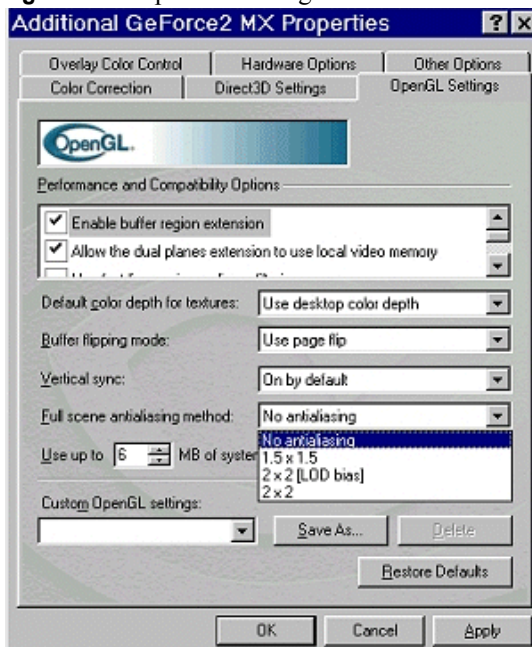 Additional GeForce2 MX Properties
Overlay Color Control
Hardware Options
Other Options
Color Correction
Direct3D Settings
OpenGL Settings
OpenGL.
Performance and Compatibility Options
Enable buffer region extension
Allow the dual planes extension to use local video memory
Default color depth for textures:
Use desktop color depth
Buffer flipping mode:
Use page flip
Vertical sync:
On by default
Full scene antialiasing method:
No antialiasing
No antialiasing
1.5 x 1.5
2 x 2 [LOD bias]
2 x 2
Use up to 6 MB of system
Custom OpenGL settings:
Save As...
Delete
Restore Defaults
OK
Cancel
Apply